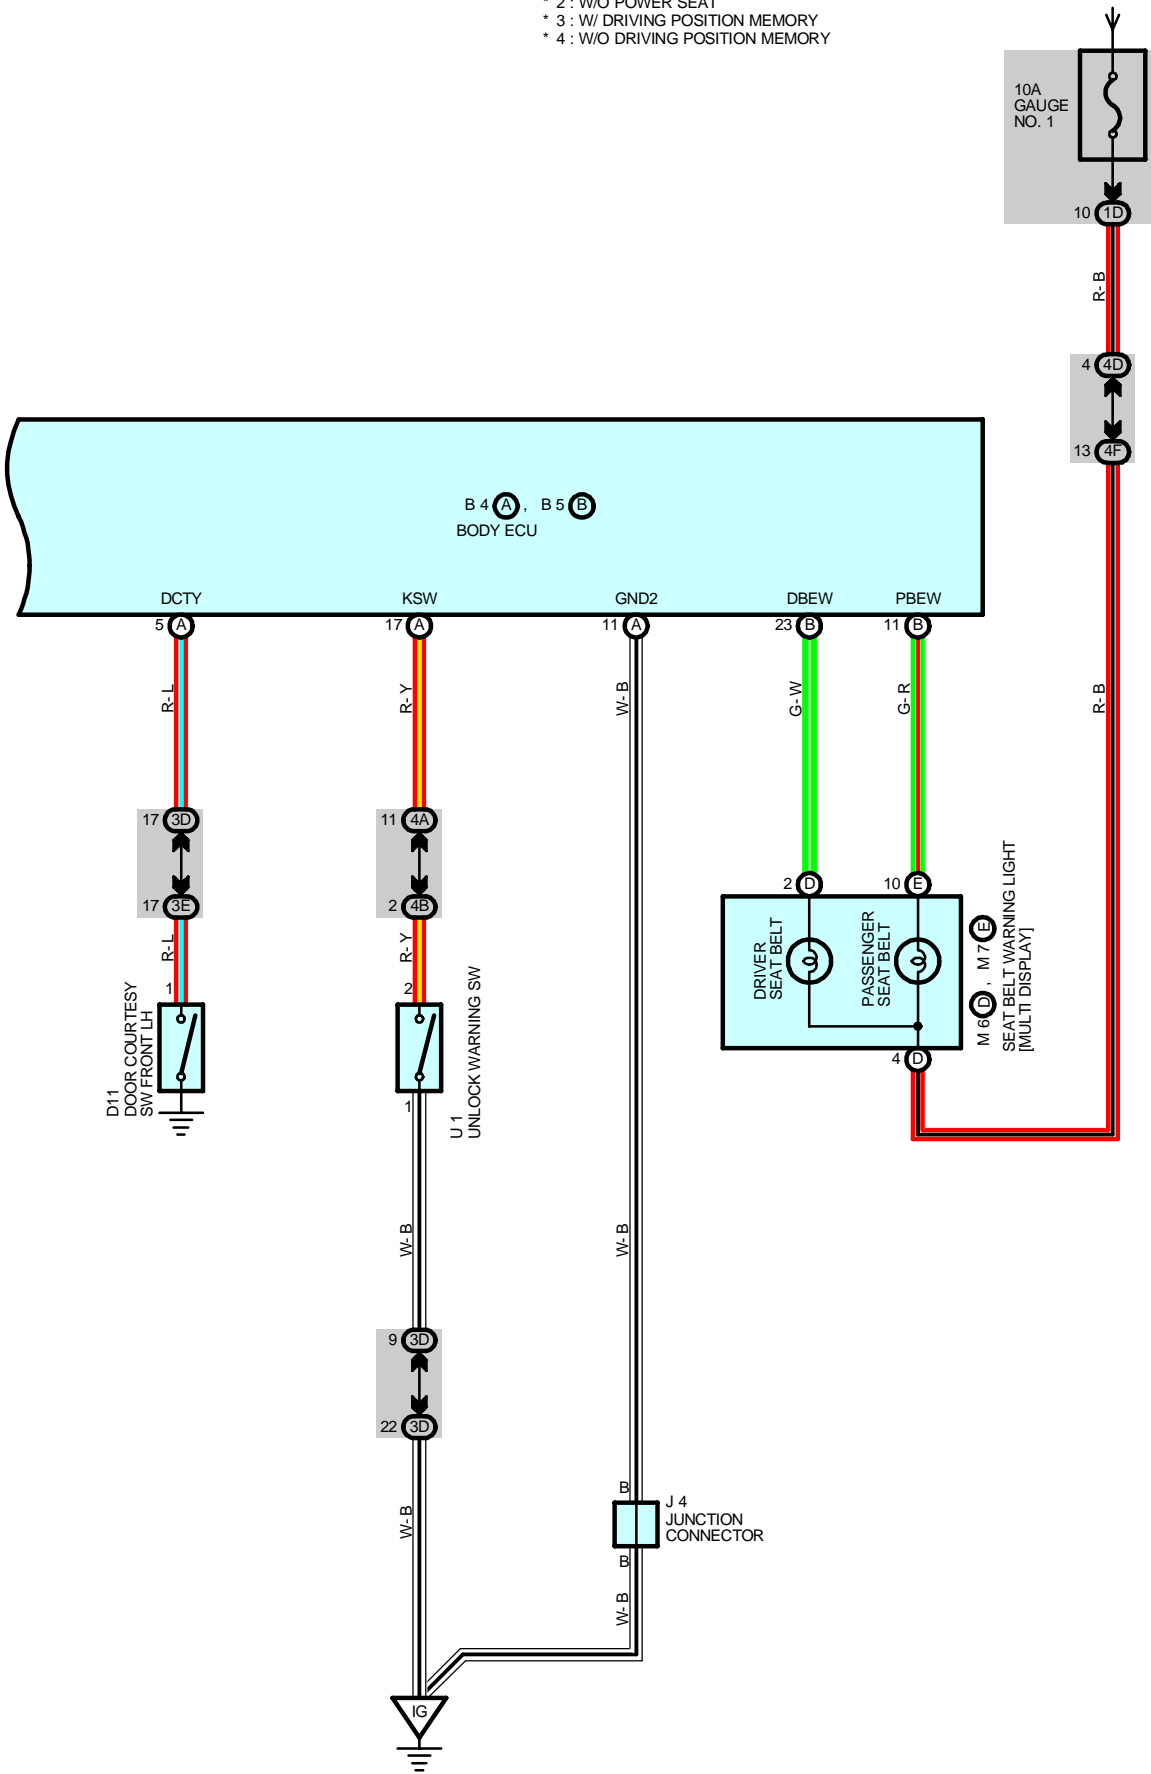 * 2 : W/O POWER SEAT
* 3 : W/ DRIVING POSITION MEMORY
* 4 : W/O DRIVING POSITION MEMORY
10A
GAUGE
NO. 1
10 1D
R- B
4 4D
13 4F
R- B
B 4 A , B 5 B
BODY ECU
DCTY
KSW
GND2
DBEW
PBEW
5 A
17 A
11 A
23 B
11 B
R- L
R- Y
W- B
G- W
G- R
17 3D
17 3E
R- L
1
D11
DOOR COURTESY
SW FRONT LH
11 4A
2 4B
R- Y
2
1
U 1
UNLOCK WARNING SW
2 D
10 E
DRIVER
SEAT BELT
PASSENGER
SEAT BELT
4 D
M 6 D , M 7 E
SEAT BELT WARNING LIGHT
[MULTI DISPLAY]
W- B
W- B
9 3D
22 3D
W- B
B
J 4
JUNCTION
CONNECTOR
B
W- B
IG